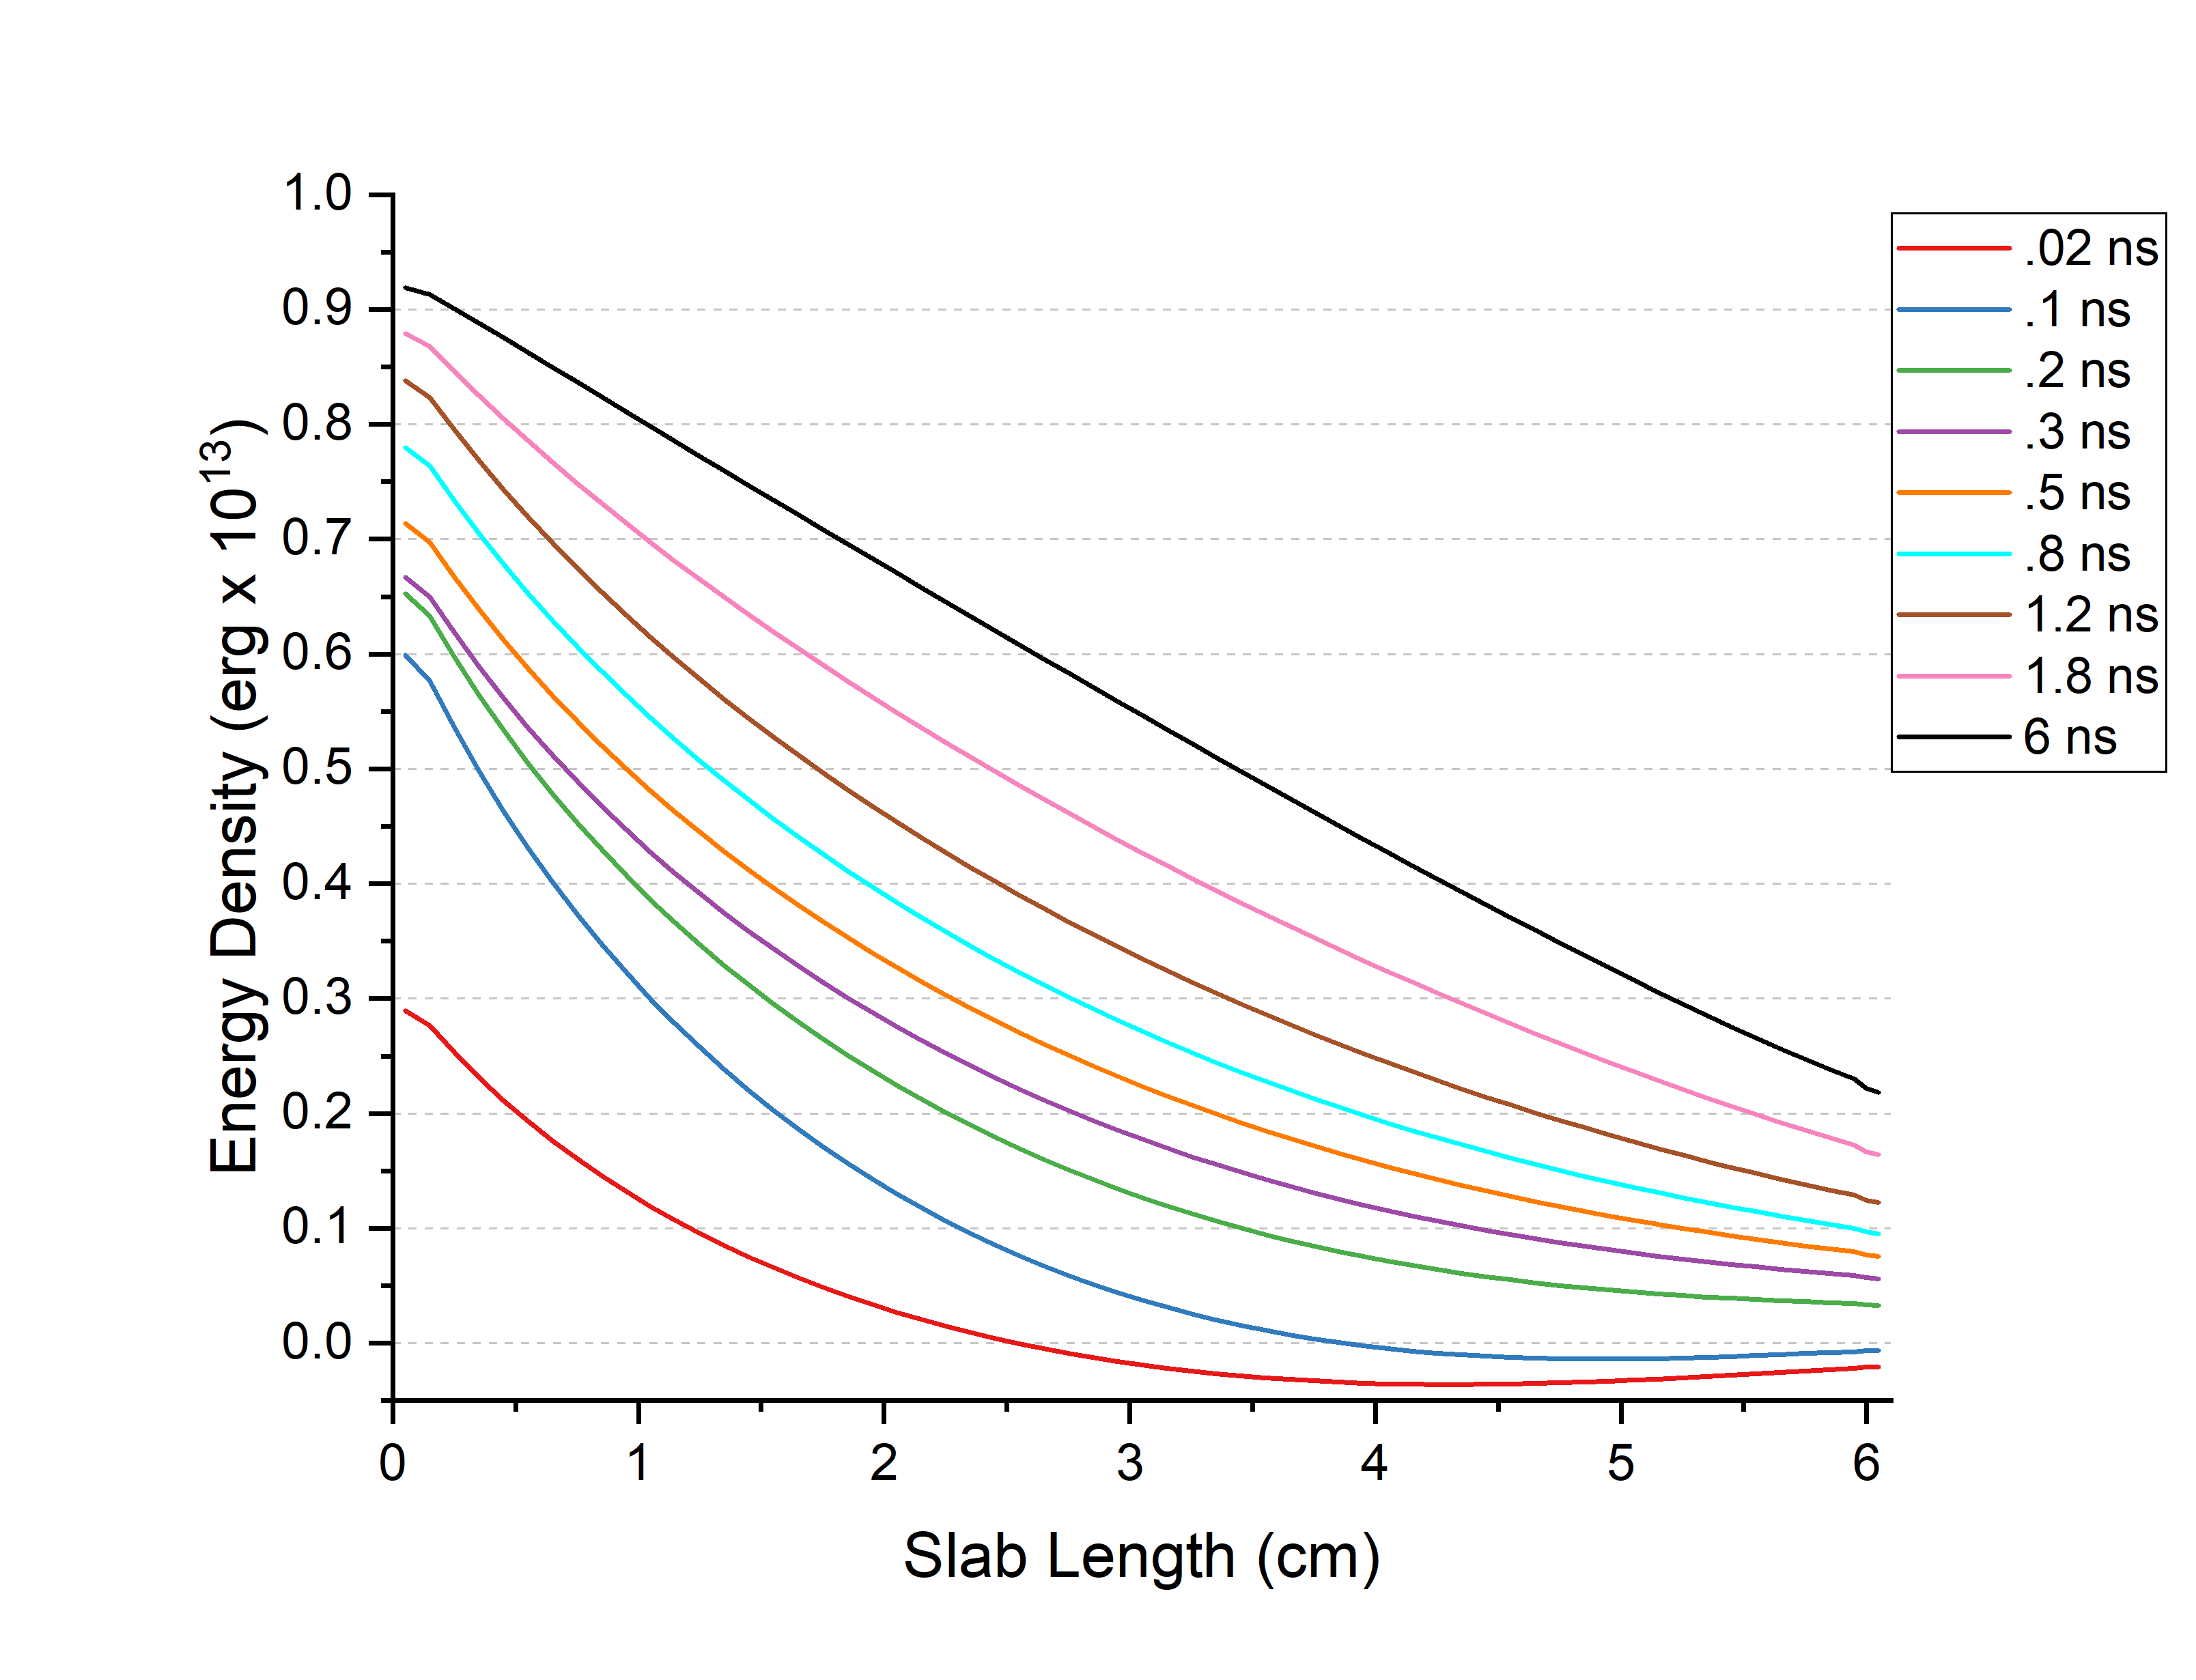 1.0
0.9
0.8
0.7
0.6
0.5
0.4
0.3
0.2
0.1
0.0
Energy Density (erg x 10¹³)
0 1 2 3 4 5 6
Slab Length (cm)
.02 ns
.1 ns
.2 ns
.3 ns
.5 ns
.8 ns
1.2 ns
1.8 ns
6 ns